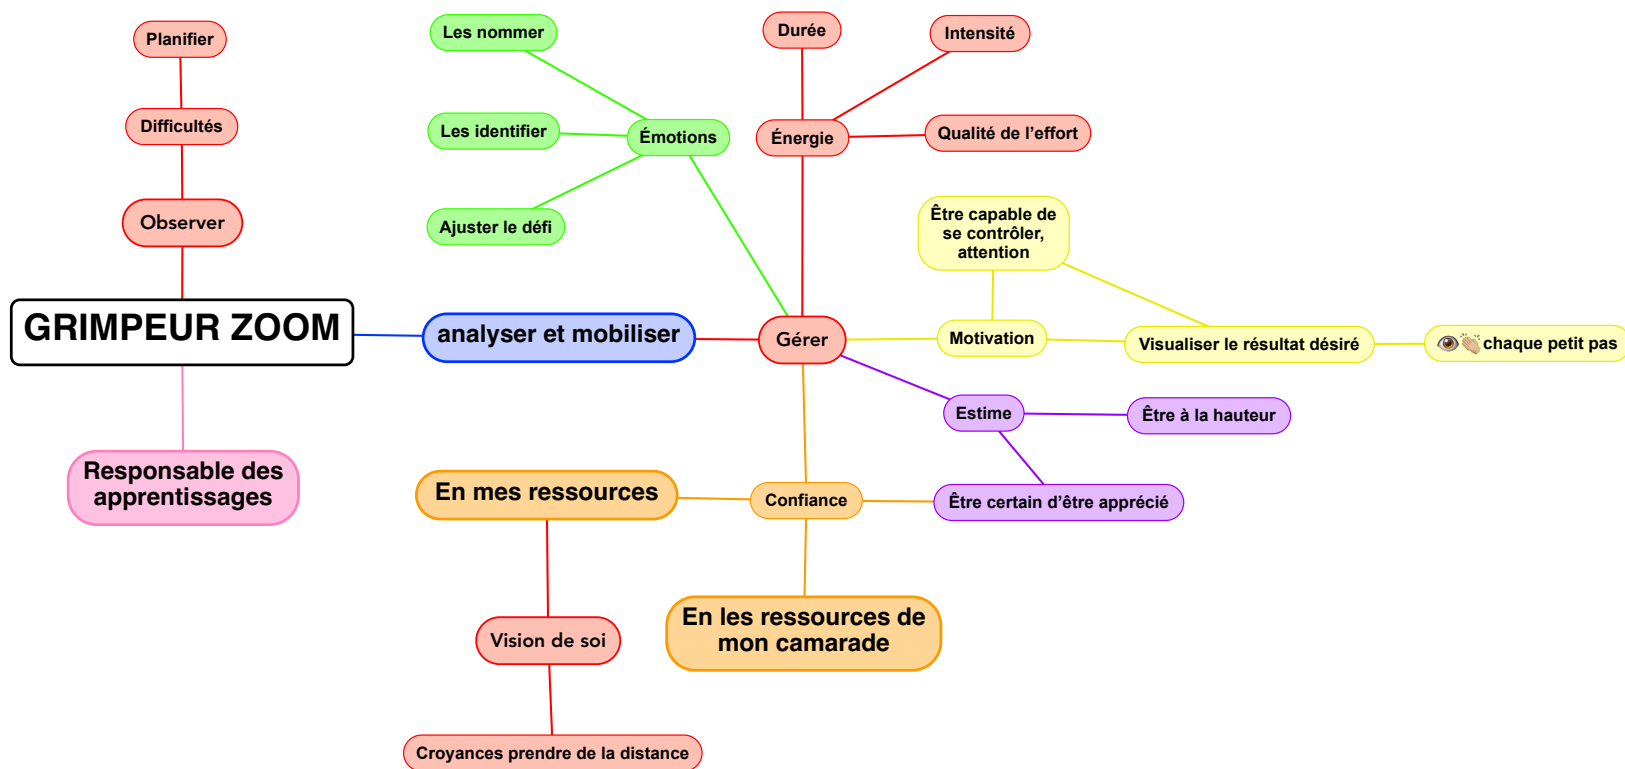 Planifier
Difficultés
Observer
GRIMPEUR ZOOM
Responsable des
apprentissages
analyser et mobiliser
Gérer
Les nommer
Les identifier
Ajuster le défi
Émotions
Durée
Intensité
Énergie
Qualité de l’effort
Être capable de
se contrôler,
attention
Motivation
Visualiser le résultat désiré
👁👏🏼 chaque petit pas
Estime
Être à la hauteur
Être certain d’être apprécié
Confiance
En mes ressources
En les ressources de
mon camarade
Vision de soi
Croyances prendre de la distance